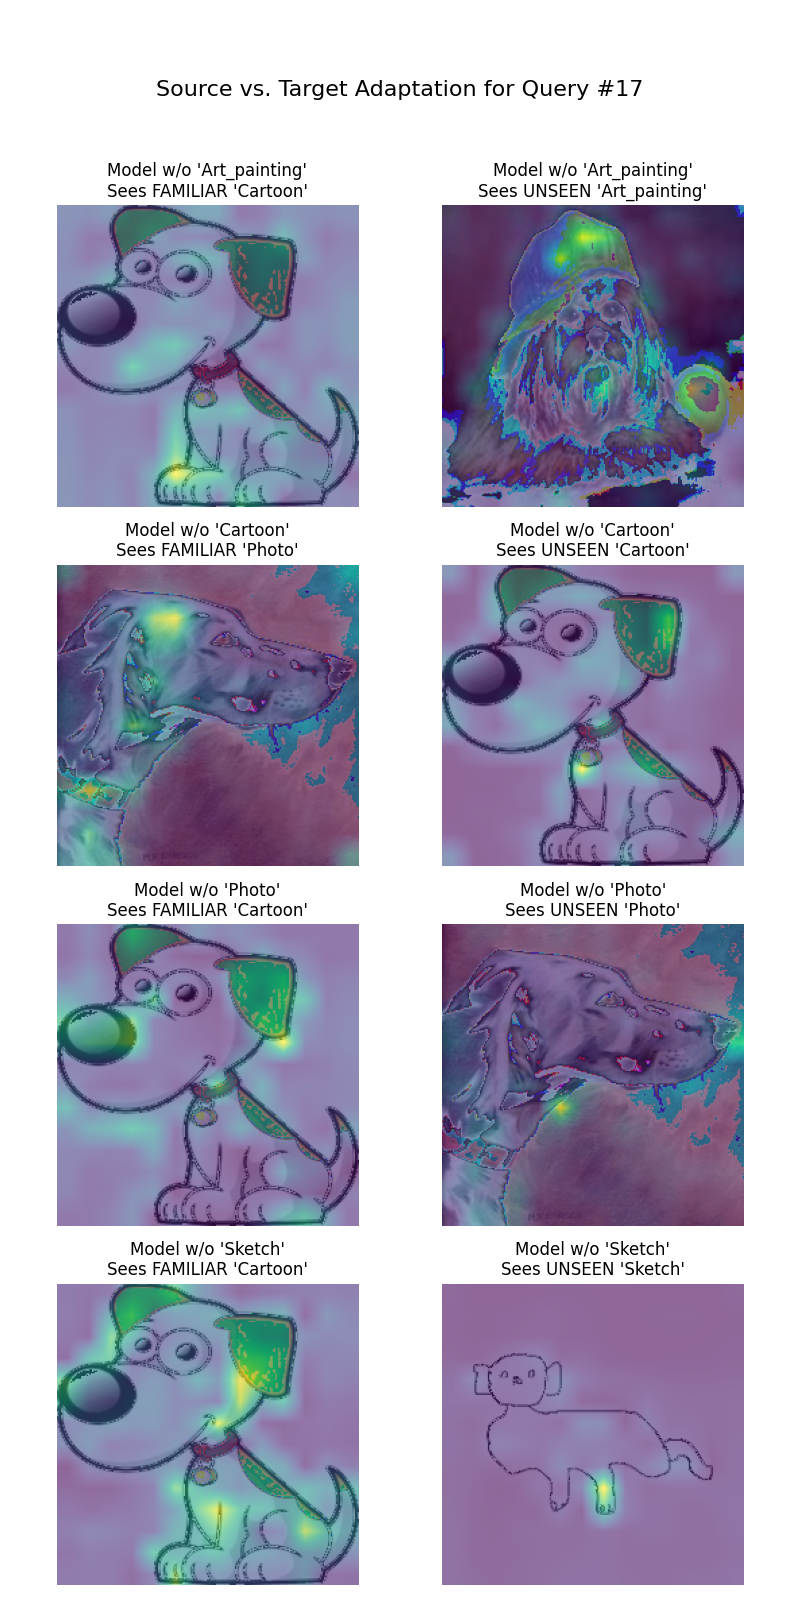 Source vs. Target Adaptation for Query #17
Model w/o 'Art_painting'
Sees FAMILIAR 'Cartoon'
Model w/o 'Art_painting'
Sees UNSEEN 'Art_painting'
Model w/o 'Cartoon'
Sees FAMILIAR 'Photo'
Model w/o 'Cartoon'
Sees UNSEEN 'Cartoon'
Model w/o 'Photo'
Sees FAMILIAR 'Cartoon'
Model w/o 'Photo'
Sees UNSEEN 'Photo'
Model w/o 'Sketch'
Sees FAMILIAR 'Cartoon'
Model w/o 'Sketch'
Sees UNSEEN 'Sketch'